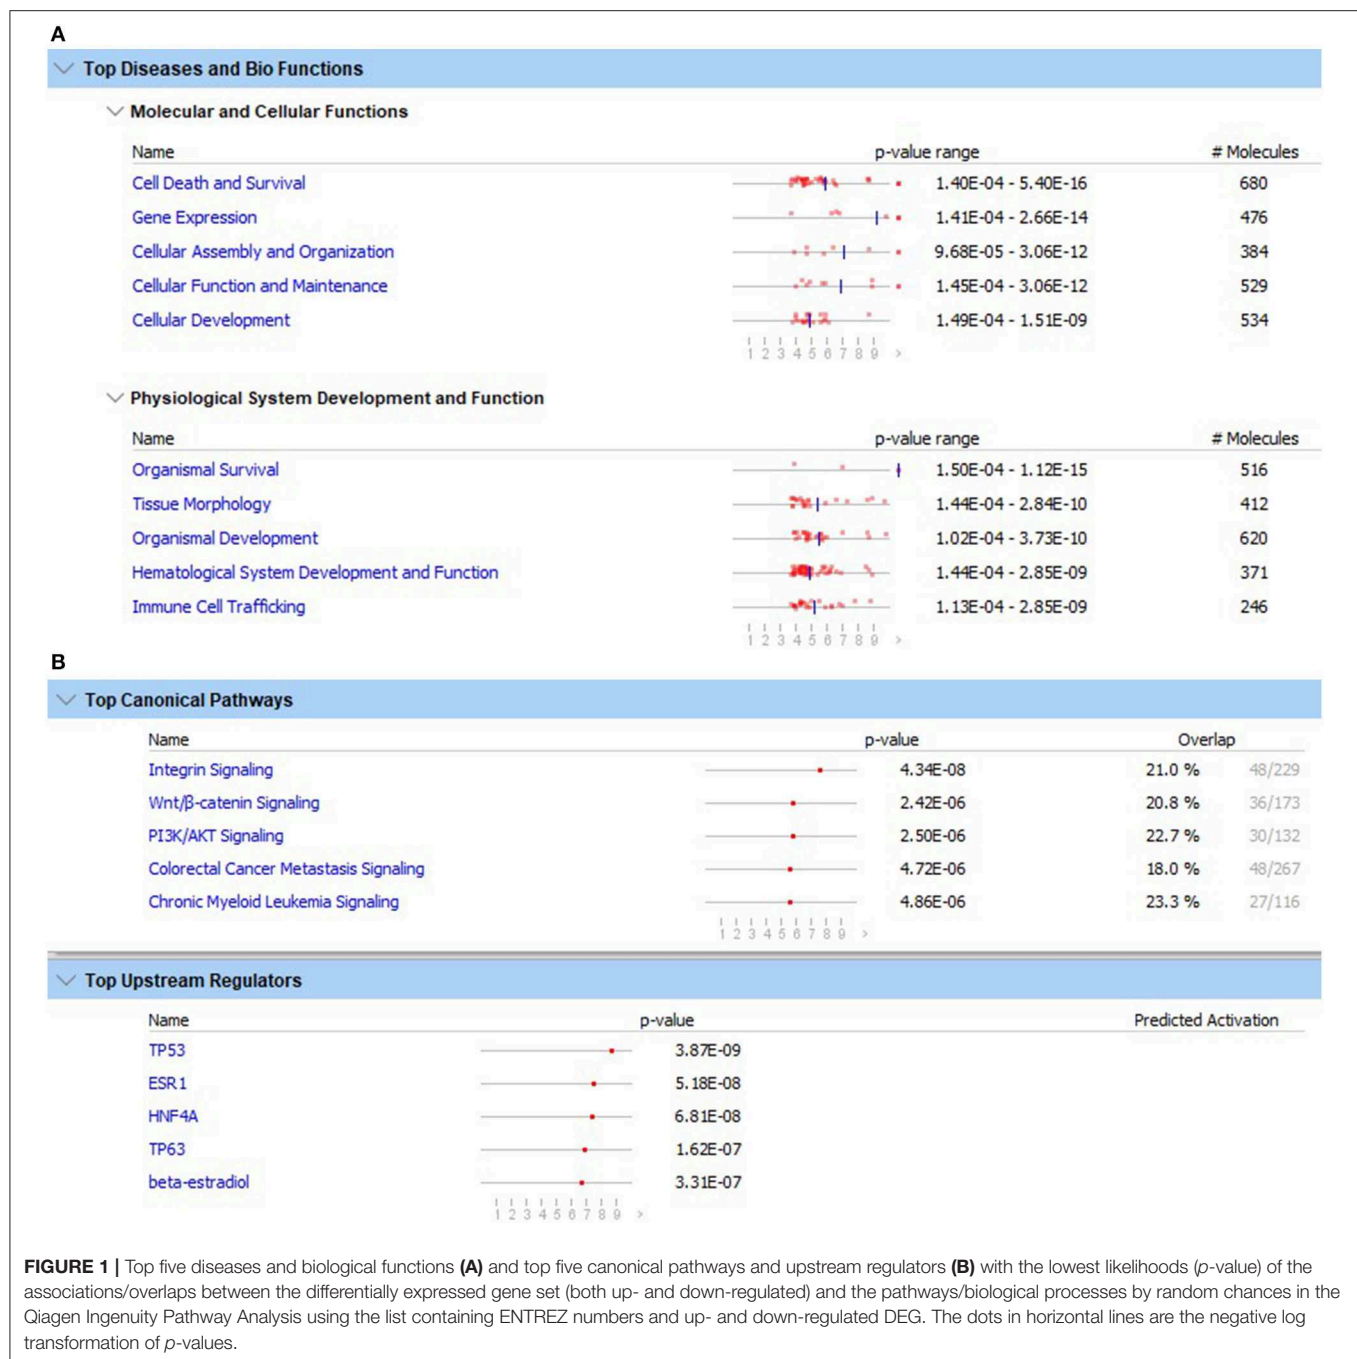 A
Top Diseases and Bio Functions
Molecular and Cellular Functions
Name p-value range # Molecules
Cell Death and Survival 1.40E-04 - 5.40E-16 680
Gene Expression 1.41E-04 - 2.66E-14 476
Cellular Assembly and Organization 9.68E-05 - 3.06E-12 384
Cellular Function and Maintenance 1.45E-04 - 3.06E-12 529
Cellular Development 1.49E-04 - 1.51E-09 534
1 2 3 4 5 6 7 8 9 >
Physiological System Development and Function
Name p-value range # Molecules
Organismal Survival 1.50E-04 - 1.12E-15 516
Tissue Morphology 1.44E-04 - 2.84E-10 412
Organismal Development 1.02E-04 - 3.73E-10 620
Hematological System Development and Function 1.44E-04 - 2.85E-09 371
Immune Cell Trafficking 1.13E-04 - 2.85E-09 246
1 2 3 4 5 6 7 8 9 >
B
Top Canonical Pathways
Name p-value Overlap
Integrin Signaling 4.34E-08 21.0 % 48/229
Wnt/β-catenin Signaling 2.42E-06 20.8 % 36/173
PI3K/AKT Signaling 2.50E-06 22.7 % 30/132
Colorectal Cancer Metastasis Signaling 4.72E-06 18.0 % 48/267
Chronic Myeloid Leukemia Signaling 4.86E-06 23.3 % 27/116
1 2 3 4 5 6 7 8 9 >
Top Upstream Regulators
Name p-value Predicted Activation
TP53 3.87E-09
ESR1 5.18E-08
HNF4A 6.81E-08
TP63 1.62E-07
beta-estradiol 3.31E-07
1 2 3 4 5 6 7 8 9 >
FIGURE 1 | Top five diseases and biological functions (A) and top five canonical pathways and upstream regulators (B) with the lowest likelihoods (p-value) of the
associations/overlaps between the differentially expressed gene set (both up- and down-regulated) and the pathways/biological processes by random chances in the
Qiagen Ingenuity Pathway Analysis using the list containing ENTREZ numbers and up- and down-regulated DEG. The dots in horizontal lines are the negative log
transformation of p-values.